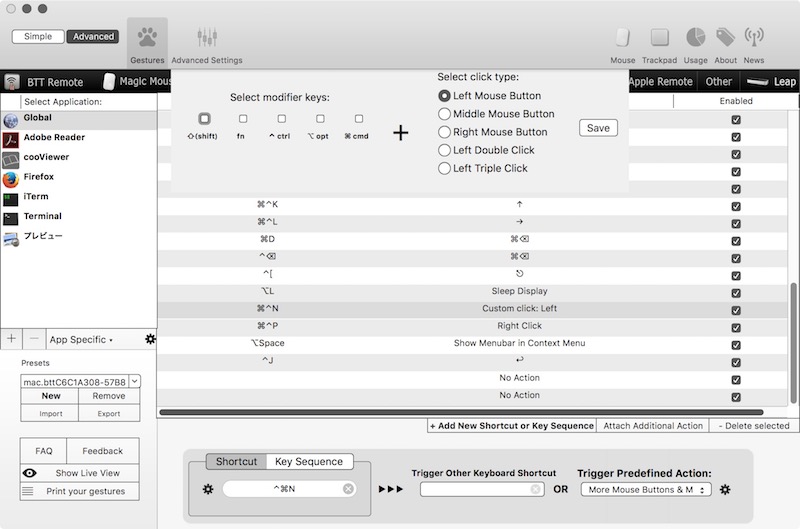 Simple Advanced
Gestures Advanced Settings Mouse Trackpad Usage About News
BTT Remote Magic Mous Apple Remote Other Leap
Select Application: Enabled
Global
Adobe Reader
cooViewer
Firefox
iTerm
Terminal
プレビュー
Select modifier keys:
⇧(shift) fn ^ ctrl ⌥ opt ⌘ cmd
+
Select click type:
Left Mouse Button
Middle Mouse Button
Right Mouse Button
Left Double Click
Left Triple Click
Save
⌘^K ↑
⌘^L →
⌘D ⌘⌫
^⌫ ⌘⌫
^[ ⎋
⌥L Sleep Display
⌘^N Custom click: Left
⌘^P Right Click
⌥Space Show Menubar in Context Menu
^J ↩
No Action
No Action
+ − App Specific
Presets
mac.bttC6C1A308-57B8
New Remove
Import Export
FAQ Feedback
Show Live View
Print your gestures
+ Add New Shortcut or Key Sequence Attach Additional Action - Delete selected
Shortcut Key Sequence
^⌘N
Trigger Other Keyboard Shortcut
OR
Trigger Predefined Action:
More Mouse Buttons & M